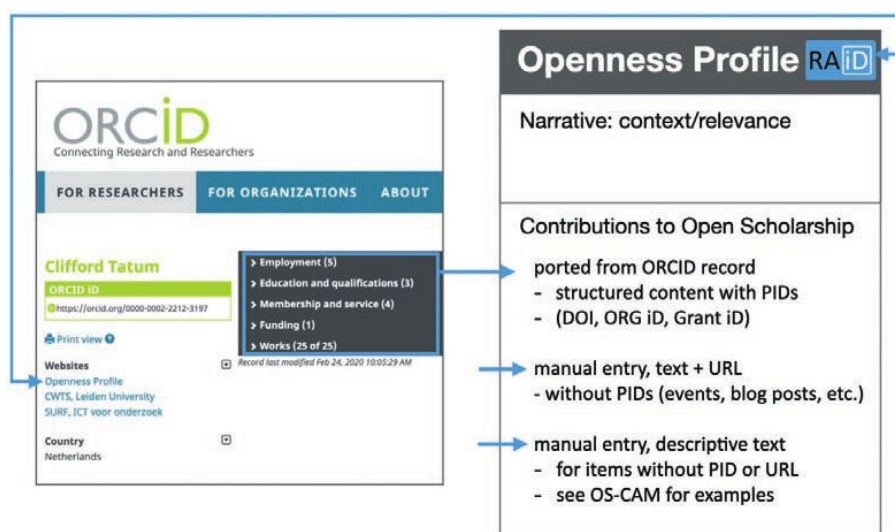 ORCiD
Connecting Research and Researchers
FOR RESEARCHERS FOR ORGANIZATIONS ABOUT
Clifford Tatum
ORCID iD
https://orcid.org/0000-0002-2212-3197
Print view
Websites
Openness Profile
CWTS, Leiden University
SURF, ICT voor onderzoek
Country
Netherlands
> Employment (5)
> Education and qualifications (3)
> Membership and service (4)
> Funding (1)
> Works (25 of 25)
Record last modified Feb 24, 2020 10:05:29 AM
Openness Profile RAiD
Narrative: context/relevance
Contributions to Open Scholarship
ported from ORCID record
- structured content with PIDs
- (DOI, ORG iD, Grant iD)
manual entry, text + URL
- without PIDs (events, blog posts, etc.)
manual entry, descriptive text
- for items without PID or URL
- see OS-CAM for examples